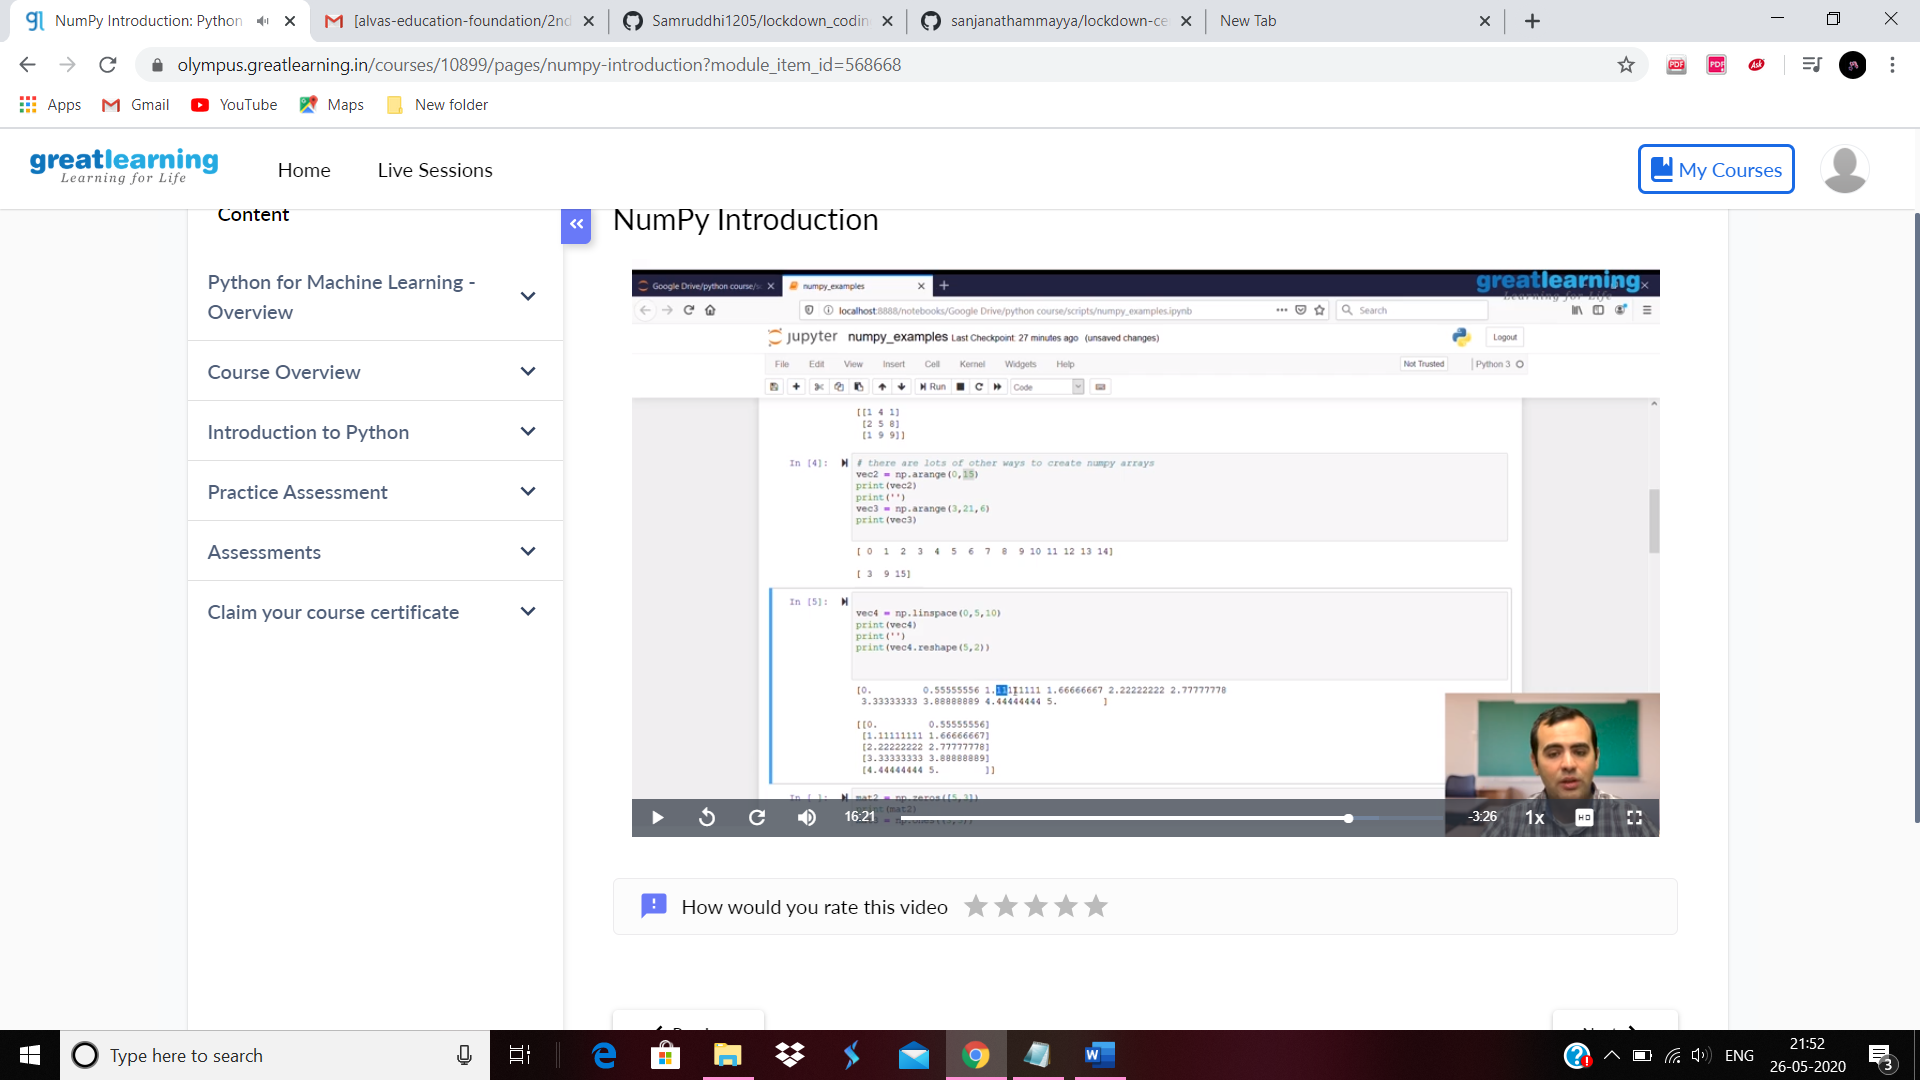 NumPy Introduction: Python
[alvas-education-foundation/2nd
Samruddhi1205/lockdown_codin
sanjanathammayya/lockdown-ce
New Tab
olympus.greatlearning.in/courses/10899/pages/numpy-introduction?module_item_id=568668
Apps Gmail YouTube Maps New folder
greatlearning
Learning for Life
Home
Live Sessions
My Courses
Content
Python for Machine Learning -
Overview
Course Overview
Introduction to Python
Practice Assessment
Assessments
Claim your course certificate
NumPy Introduction
Google Drive/python course/sc
numpy_examples
greatlearning
Learning for Life
localhost:8888/notebooks/Google Drive/python course/scripts/numpy_examples.ipynb
Search
jupyter numpy_examples Last Checkpoint: 27 minutes ago (unsaved changes)
Logout
File Edit View Insert Cell Kernel Widgets Help
Not Trusted
Python 3
Run
Code
[[1 4 1]
[2 5 8]
[1 9 9]]
In [4]:
# there are lots of other ways to create numpy arrays
vec2 = np.arange(0,15)
print(vec2)
print('')
vec3 = np.arange(3,21,6)
print(vec3)
[ 0 1 2 3 4 5 6 7 8 9 10 11 12 13 14]
[ 3 9 15]
In [5]:
vec4 = np.linspace(0,5,10)
print(vec4)
print('')
print(vec4.reshape(5,2))
[0. 0.55555556 1.11111111 1.66666667 2.22222222 2.77777778
3.33333333 3.88888889 4.44444444 5. ]
[[0. 0.55555556]
[1.11111111 1.66666667]
[2.22222222 2.77777778]
[3.33333333 3.88888889]
[4.44444444 5. ]]
In [ ]:
mat2 = np.zeros([5,3])
print(mat2)
16:21
-3:26
1x
HD
How would you rate this video
Type here to search
ENG
21:52
26-05-2020
3